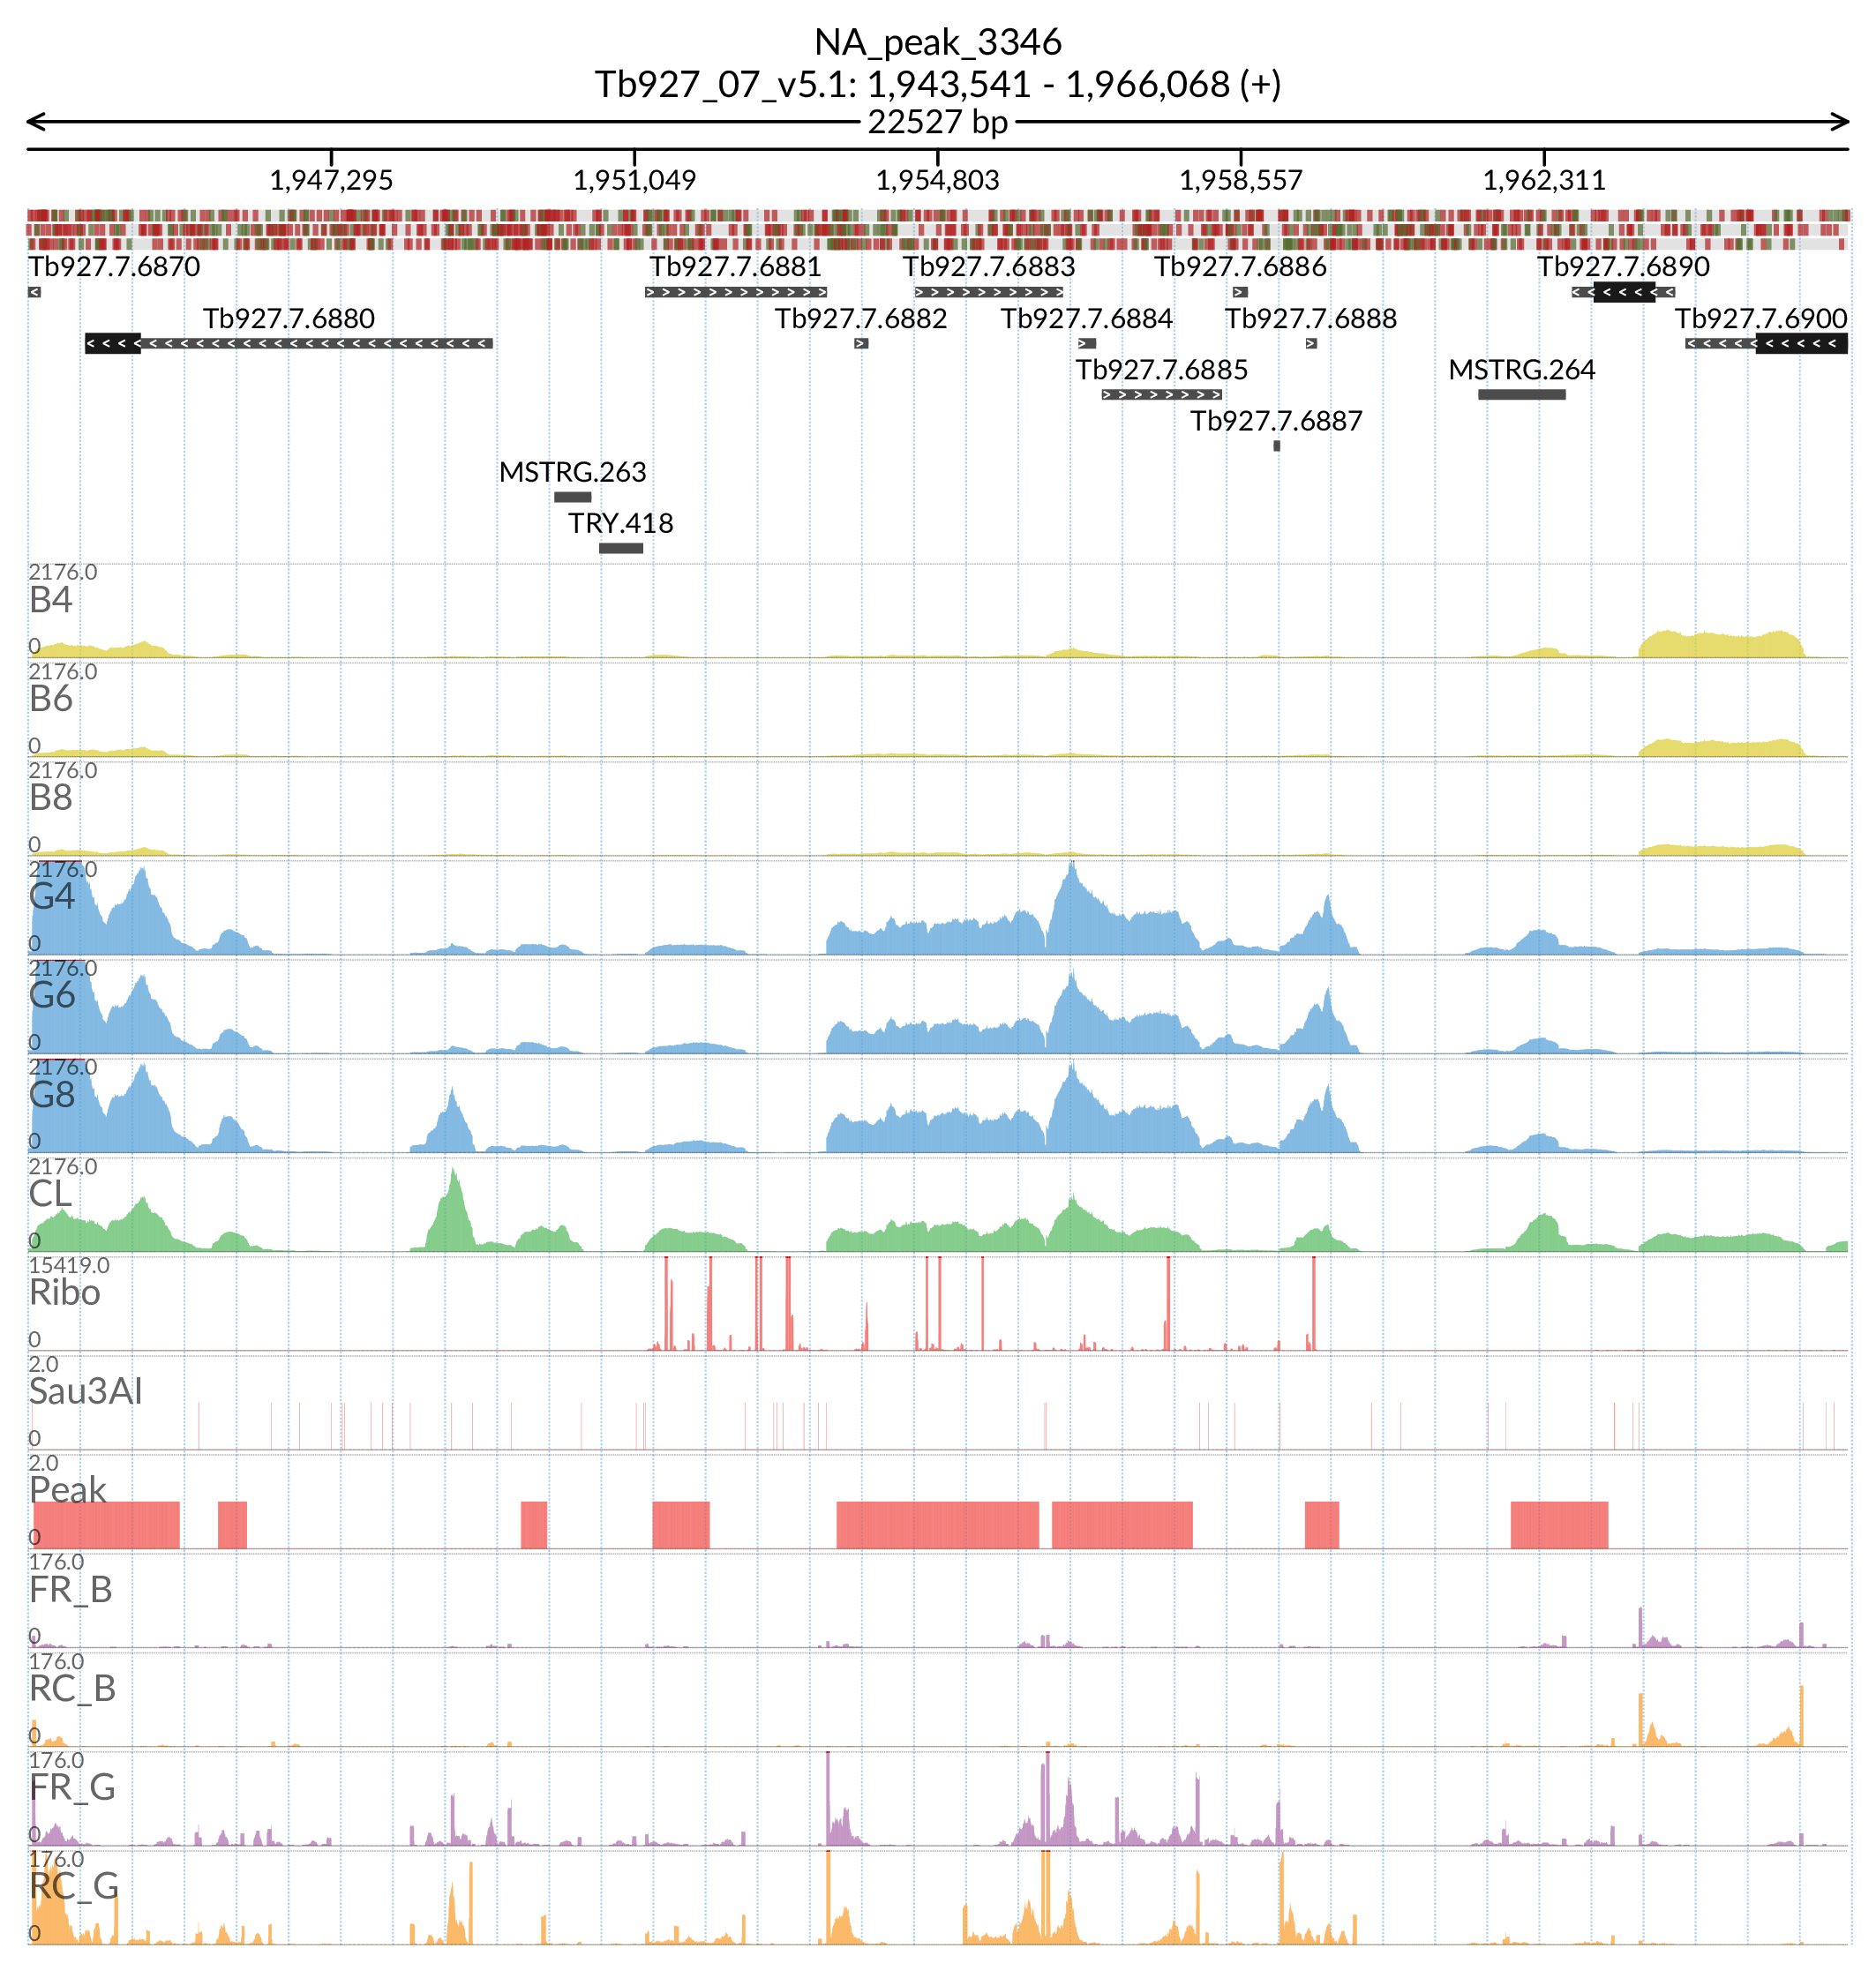 NA_peak_3346
Tb927_07_v5.1: 1,943,541 - 1,966,068 (+)
22527 bp
1,947,295 1,951,049 1,954,803 1,958,557 1,962,311
Tb927.7.6870 Tb927.7.6881 Tb927.7.6883 Tb927.7.6886 Tb927.7.6890
Tb927.7.6880 Tb927.7.6882 Tb927.7.6884 Tb927.7.6888 Tb927.7.6900
Tb927.7.6885 MSTRG.264
Tb927.7.6887
MSTRG.263
TRY.418
2176.0
B4
0
2176.0
B6
0
2176.0
B8
0
2176.0
G4
0
2176.0
G6
0
2176.0
G8
0
2176.0
CL
0
15419.0
Ribo
0
2.0
Sau3AI
0
2.0
Peak
0
176.0
FR_B
0
176.0
RC_B
0
176.0
FR_G
0
176.0
RC_G
0